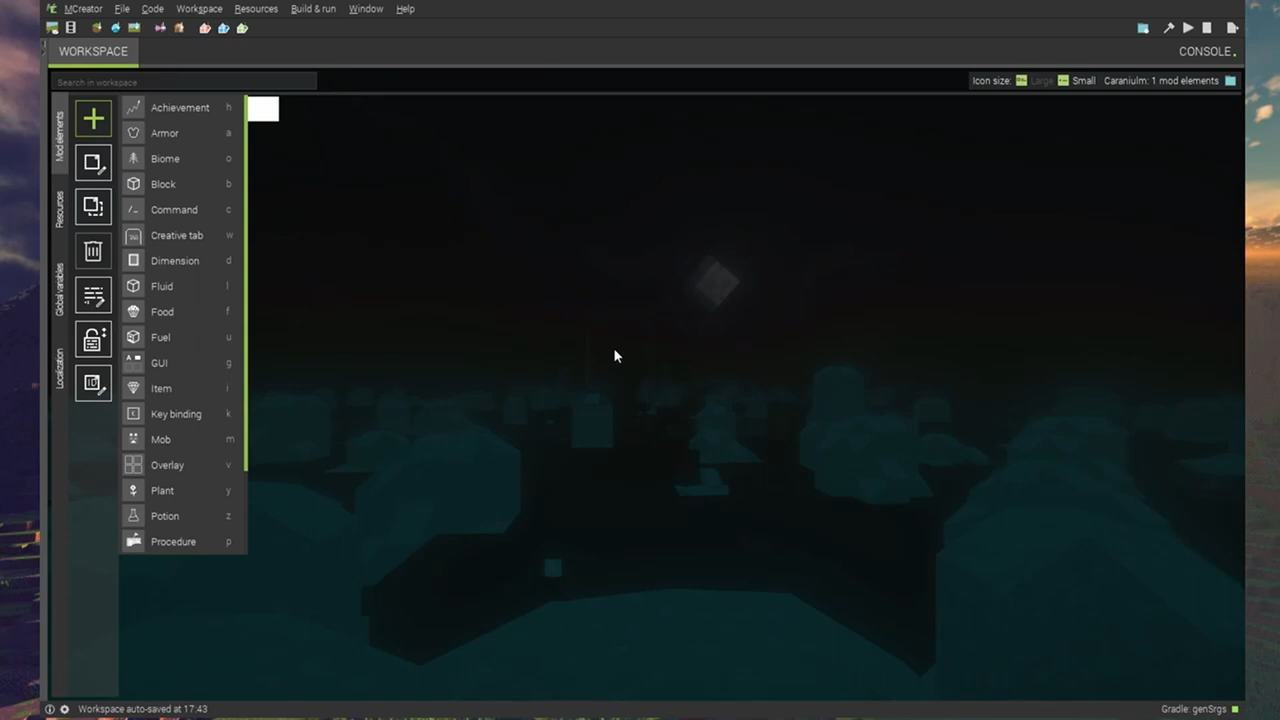 MCreator File Code Workspace Resources Build & run Window Help
WORKSPACE CONSOLE
Search in workspace Icon size: Large Small Caraniulm: 1 mod elements
Mod elements
Resources
Global variables
Localization
Achievement h
Armor a
Biome o
Block b
Command c
Creative tab w
Dimension d
Fluid l
Food f
Fuel u
GUI g
Item i
Key binding k
Mob m
Overlay v
Plant y
Potion z
Procedure p
Workspace auto-saved at 17:43 Gradle: genSrgs